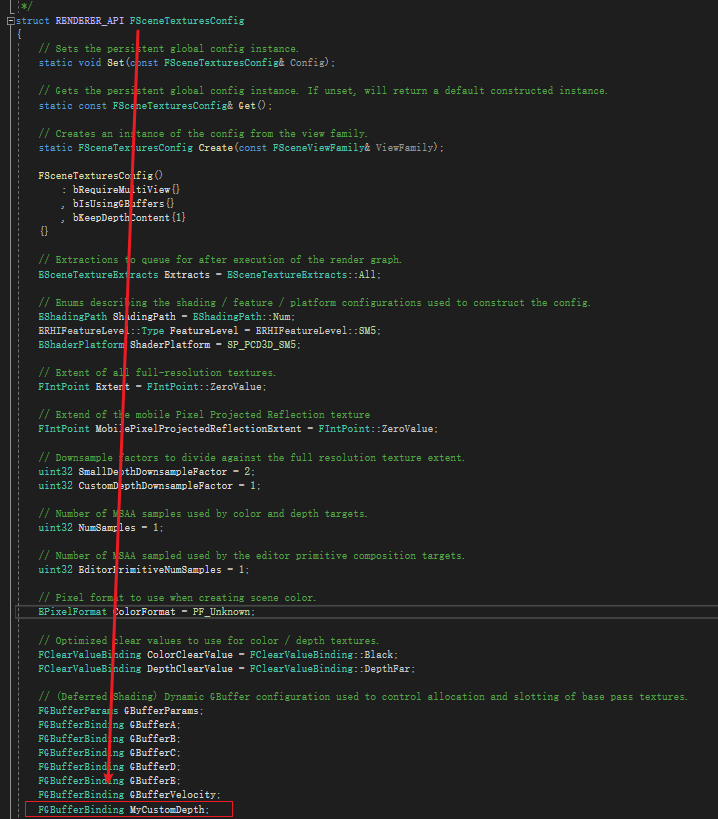 */
struct RENDERER_API FSceneTexturesConfig
{
// Sets the persistent global config instance.
static void Set(const FSceneTexturesConfig& Config);
// Gets the persistent global config instance. If unset, will return a default constructed instance.
static const FSceneTexturesConfig& Get();
// Creates an instance of the config from the view family.
static FSceneTexturesConfig Create(const FSceneViewFamily& ViewFamily);
FSceneTexturesConfig()
: bRequireMultiView{}
, bIsUsingGBuffers{}
, bKeepDepthContent{1}
{}
// Extractions to queue for after execution of the render graph.
ESceneTextureExtracts Extracts = ESceneTextureExtracts::All;
// Enums describing the shading / feature / platform configurations used to construct the config.
EShadingPath ShadingPath = EShadingPath::Num;
ERHIFeatureLevel::Type FeatureLevel = ERHIFeatureLevel::SM5;
EShaderPlatform ShaderPlatform = SP_PCD3D_SM5;
// Extent of all full-resolution textures.
FIntPoint Extent = FIntPoint::ZeroValue;
// Extend of the mobile Pixel Projected Reflection texture
FIntPoint MobilePixelProjectedReflectionExtent = FIntPoint::ZeroValue;
// Downsample factors to divide against the full resolution texture extent.
uint32 SmallDepthDownsampleFactor = 2;
uint32 CustomDepthDownsampleFactor = 1;
// Number of MSAA samples used by color and depth targets.
uint32 NumSamples = 1;
// Number of MSAA sampled used by the editor primitive composition targets.
uint32 EditorPrimitiveNumSamples = 1;
// Pixel format to use when creating scene color.
EPixelFormat ColorFormat = PF_Unknown;
// Optimized clear values to use for color / depth textures.
FClearValueBinding ColorClearValue = FClearValueBinding::Black;
FClearValueBinding DepthClearValue = FClearValueBinding::DepthFar;
// (Deferred Shading) Dynamic GBuffer configuration used to control allocation and slotting of base pass textures.
FGBufferParams GBufferParams;
FGBufferBinding GBufferA;
FGBufferBinding GBufferB;
FGBufferBinding GBufferC;
FGBufferBinding GBufferD;
FGBufferBinding GBufferE;
FGBufferBinding GBufferVelocity;
FGBufferBinding MyCustomDepth;